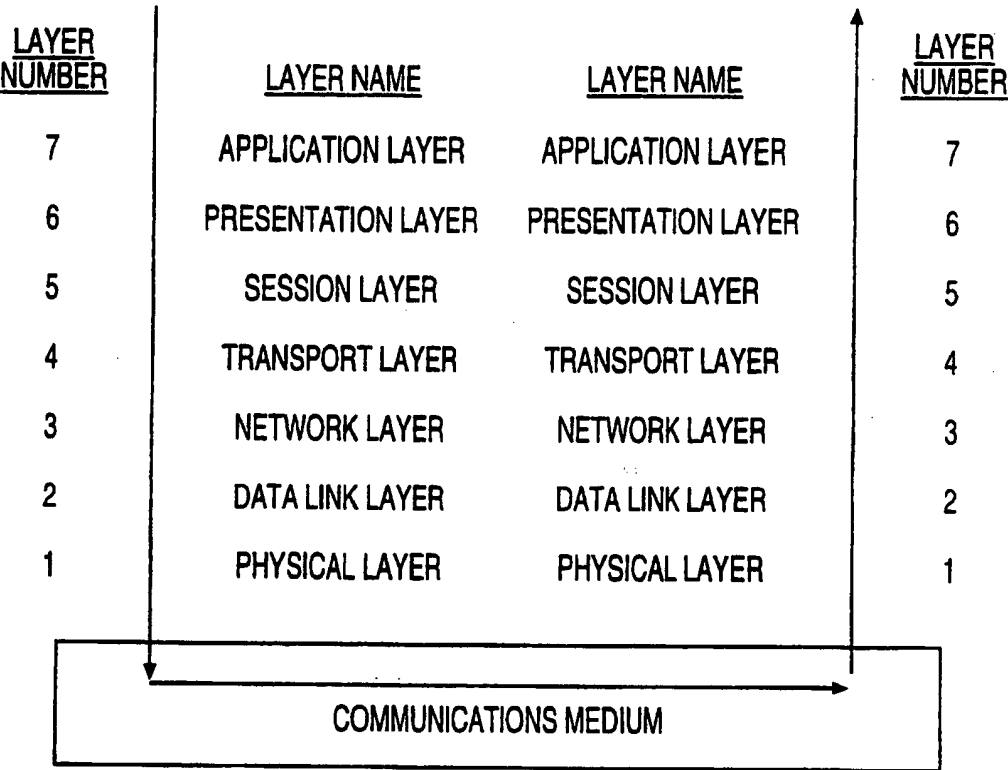 LAYER NUMBER LAYER NAME LAYER NAME LAYER NUMBER
7 APPLICATION LAYER APPLICATION LAYER 7
6 PRESENTATION LAYER PRESENTATION LAYER 6
5 SESSION LAYER SESSION LAYER 5
4 TRANSPORT LAYER TRANSPORT LAYER 4
3 NETWORK LAYER NETWORK LAYER 3
2 DATA LINK LAYER DATA LINK LAYER 2
1 PHYSICAL LAYER PHYSICAL LAYER 1
COMMUNICATIONS MEDIUM